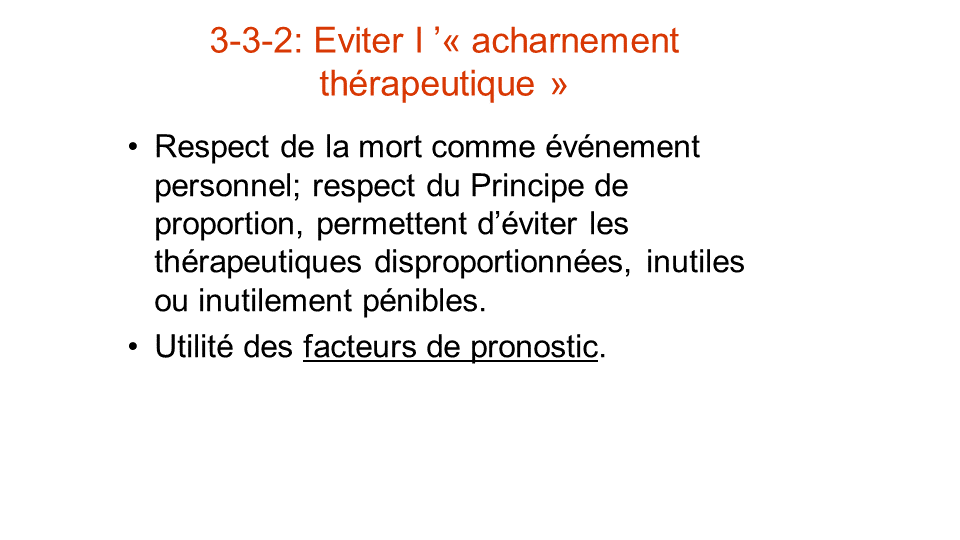 3-3-2: Eviter l ’« acharnement
thérapeutique »
• Respect de la mort comme événement
personnel; respect du Principe de
proportion, permettent d’éviter les
thérapeutiques disproportionnées, inutiles
ou inutilement pénibles.
• Utilité des facteurs de pronostic.